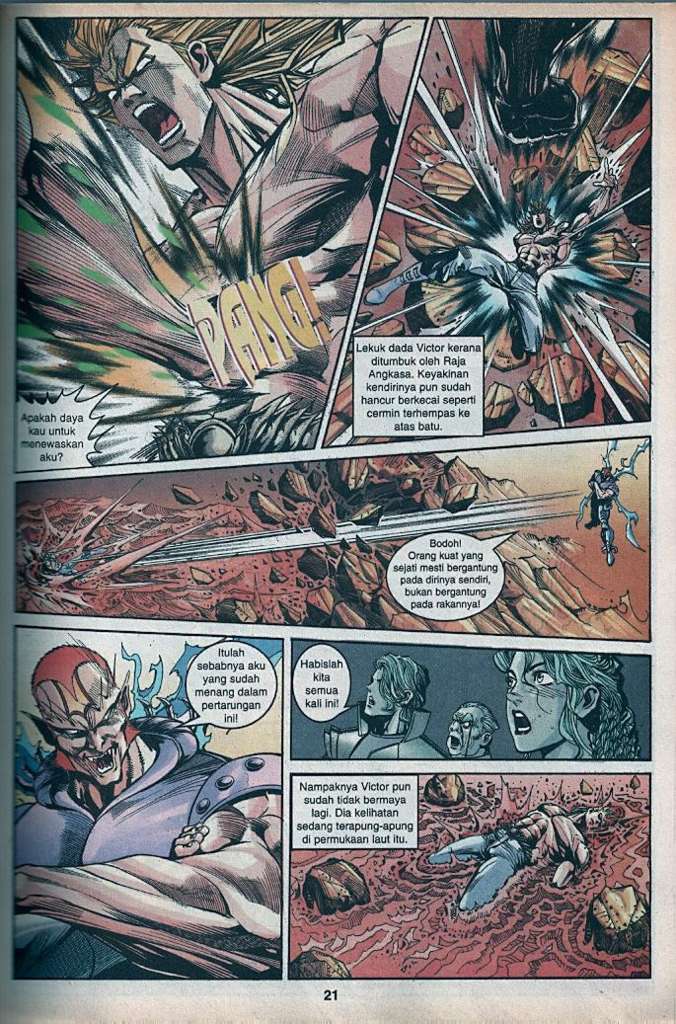 PANG!
Apakah daya
kau untuk
menewaskan
aku?
Lekuk dada Victor kerana
ditumbuk oleh Raja
Angkasa. Keyakinan
kendirinya pun sudah
hancur berkecai seperti
cermin terhempas ke
atas batu.
Bodoh!
Orang kuat yang
sejati mesti bergantung
pada dirinya sendiri,
bukan bergantung
pada rakannya!
Itulah
sebabnya aku
yang sudah
menang dalam
pertarungan
ini!
Habislah
kita
semua
kali ini!
Nampaknya Victor pun
sudah tidak bermaya
lagi. Dia kelihatan
sedang terapung-apung
di permukaan laut itu.
21